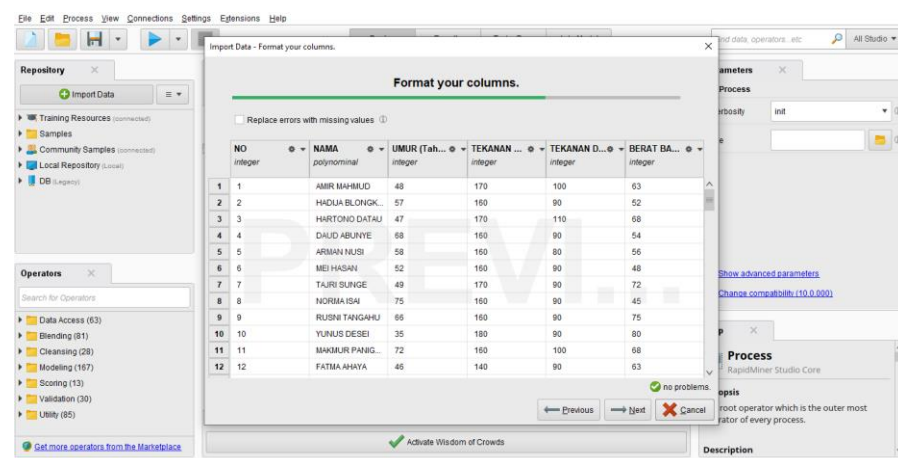 File Edit Process View Connections Settings Extensions Help
Import Data - Format your columns.
find data, operators...etc
All Studio
Repository
Import Data
Training Resources (connected)
Samples
Community Samples (connected)
Local Repository (Local)
DB (Legacy)
Operators
Search for Operators
Data Access (63)
Blending (81)
Cleansing (28)
Modeling (167)
Scoring (13)
Validation (30)
Utility (85)
Get more operators from the Marketplace
Format your columns.
Replace errors with missing values
NO NAMA UMUR (Tah... TEKANAN ... TEKANAN D... BERAT BA...
integer polynominal integer integer integer integer
1 1 AMIR MAHMUD 48 170 100 63
2 2 HADIJA BLONGK... 57 160 90 52
3 3 HARTONO DATAU 47 170 110 68
4 4 DAUD ABUNYE 68 160 90 54
5 5 ARMAN NUSI 58 160 80 56
6 6 MEI HASAN 52 160 90 48
7 7 TAJRI SUNGE 49 170 90 72
8 8 NORMA ISAI 75 160 90 45
9 9 RUSNI TANGAHU 66 160 90 75
10 10 YUNUS DESEI 35 180 90 80
11 11 MAKMUR PANIG... 72 160 100 68
12 12 FATMA AHAYA 46 140 90 63
PREVI...
no problems.
Previous Next Cancel
Activate Wisdom of Crowds
ameters
Process
erbosity init
e
Show advanced parameters
Change compatibility (10.0.000)
p
Process
RapidMiner Studio Core
opsis
root operator which is the outer most
rator of every process.
Description